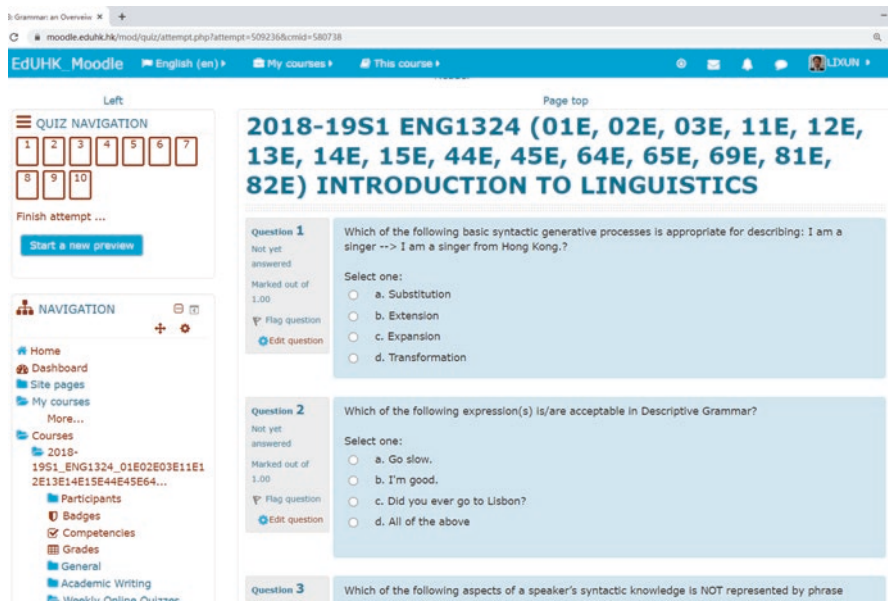 : Grammar: an Overveiw × +
moodle.eduhk.hk/mod/quiz/attempt.php?attempt=509236&cmid=580738
EdUHK_Moodle English (en) My courses This course LIXUN
Left
Page top
QUIZ NAVIGATION
1 2 3 4 5 6 7
8 9 10
Finish attempt ...
Start a new preview
NAVIGATION
Home
Dashboard
Site pages
My courses
More...
Courses
2018-
19S1_ENG1324_01E02E03E11E1
2E13E14E15E44E45E64...
Participants
Badges
Competencies
Grades
General
Academic Writing
Weekly Online Quizzes
2018-19S1 ENG1324 (01E, 02E, 03E, 11E, 12E,
13E, 14E, 15E, 44E, 45E, 64E, 65E, 69E, 81E,
82E) INTRODUCTION TO LINGUISTICS
Question 1
Not yet
answered
Marked out of
1.00
Flag question
Edit question
Which of the following basic syntactic generative processes is appropriate for describing: I am a
singer --> I am a singer from Hong Kong.?
Select one:
a. Substitution
b. Extension
c. Expansion
d. Transformation
Question 2
Not yet
answered
Marked out of
1.00
Flag question
Edit question
Which of the following expression(s) is/are acceptable in Descriptive Grammar?
Select one:
a. Go slow.
b. I'm good.
c. Did you ever go to Lisbon?
d. All of the above
Question 3
Which of the following aspects of a speaker's syntactic knowledge is NOT represented by phrase